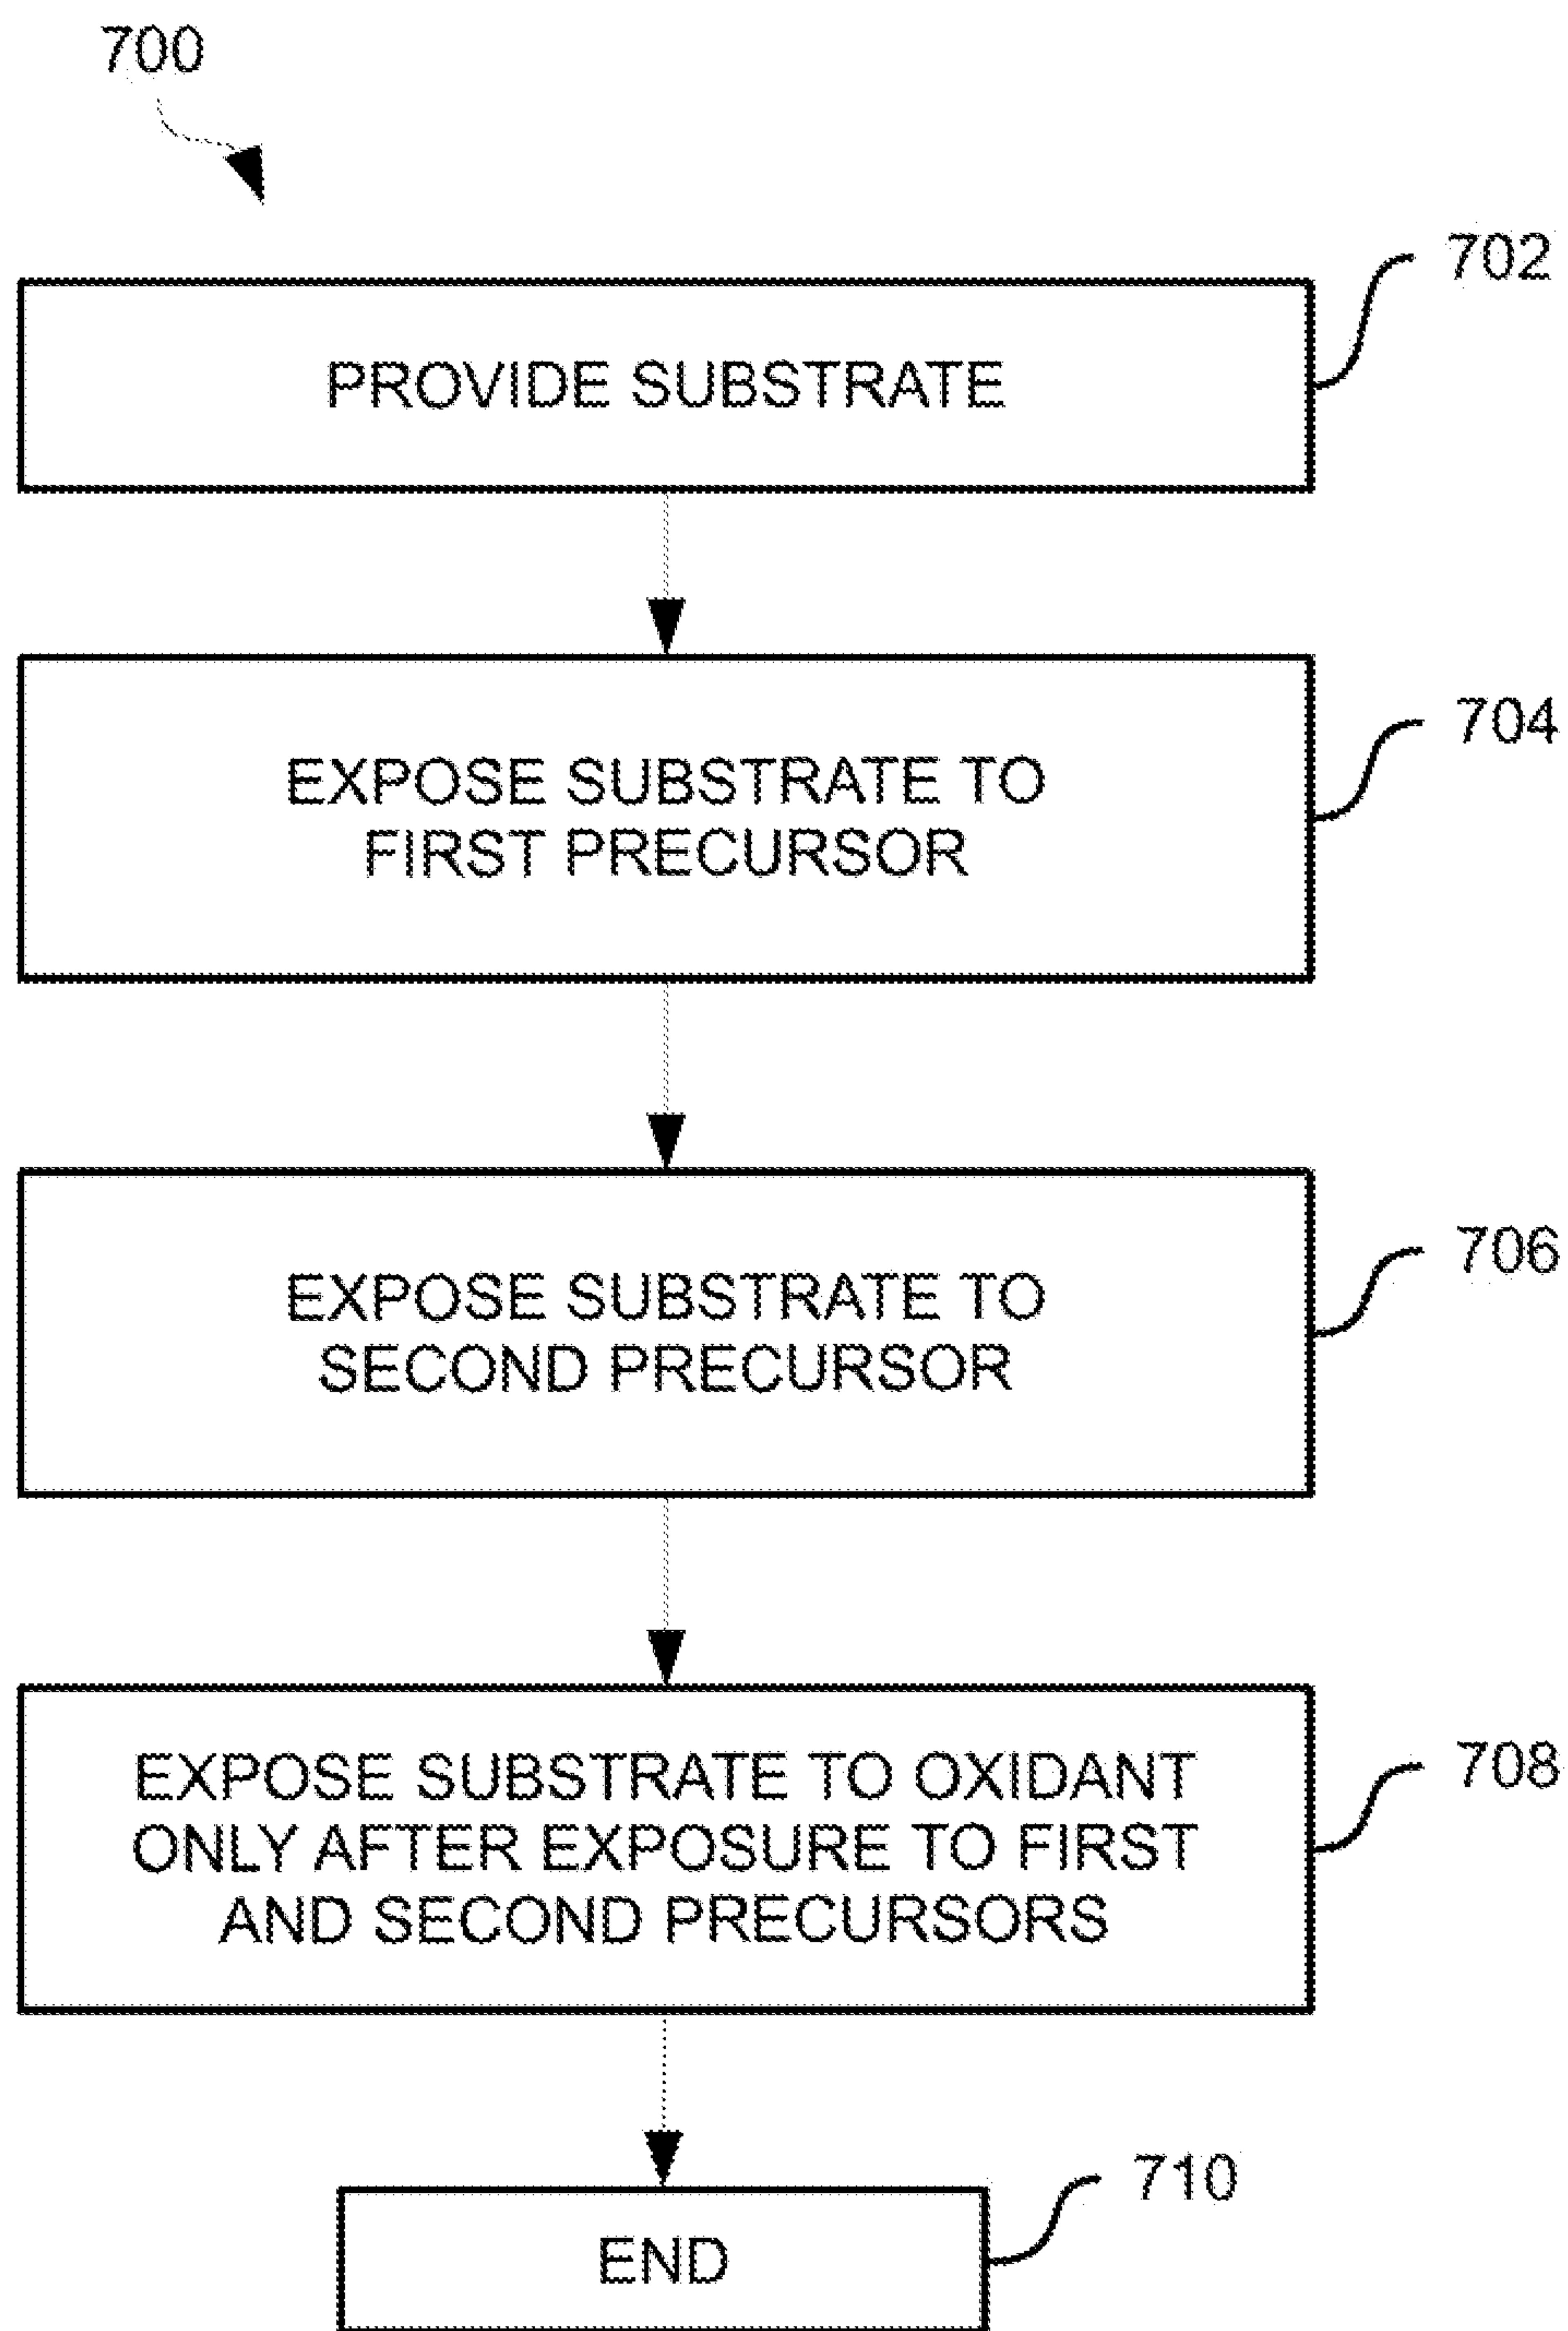 700
702
PROVIDE SUBSTRATE
704
EXPOSE SUBSTRATE TO
FIRST PRECURSOR
706
EXPOSE SUBSTRATE TO
SECOND PRECURSOR
708
EXPOSE SUBSTRATE TO OXIDANT
ONLY AFTER EXPOSURE TO FIRST
AND SECOND PRECURSORS
710
END